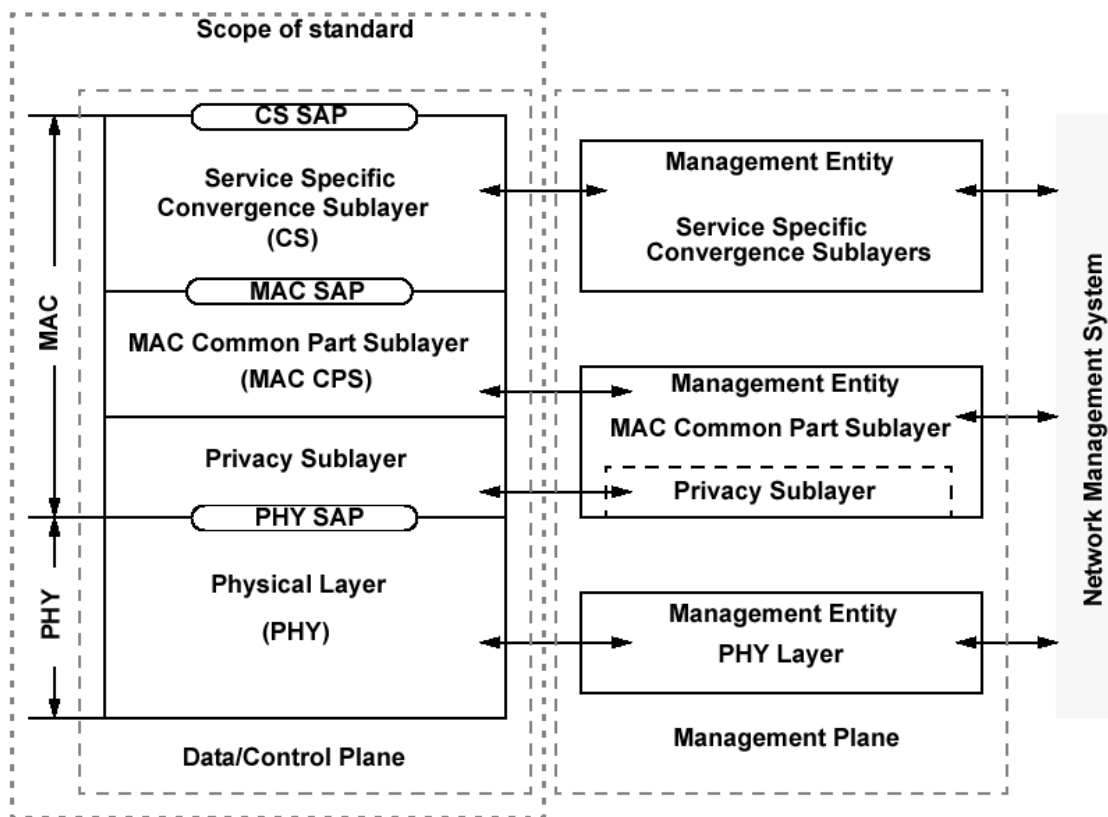 Scope of standard
CS SAP
Service Specific
Convergence Sublayer
(CS)
MAC SAP
MAC Common Part Sublayer
(MAC CPS)
Privacy Sublayer
PHY SAP
Physical Layer
(PHY)
Data/Control Plane
MAC
PHY
Management Entity
Service Specific
Convergence Sublayers
Management Entity
MAC Common Part Sublayer
Privacy Sublayer
Management Entity
PHY Layer
Management Plane
Network Management System